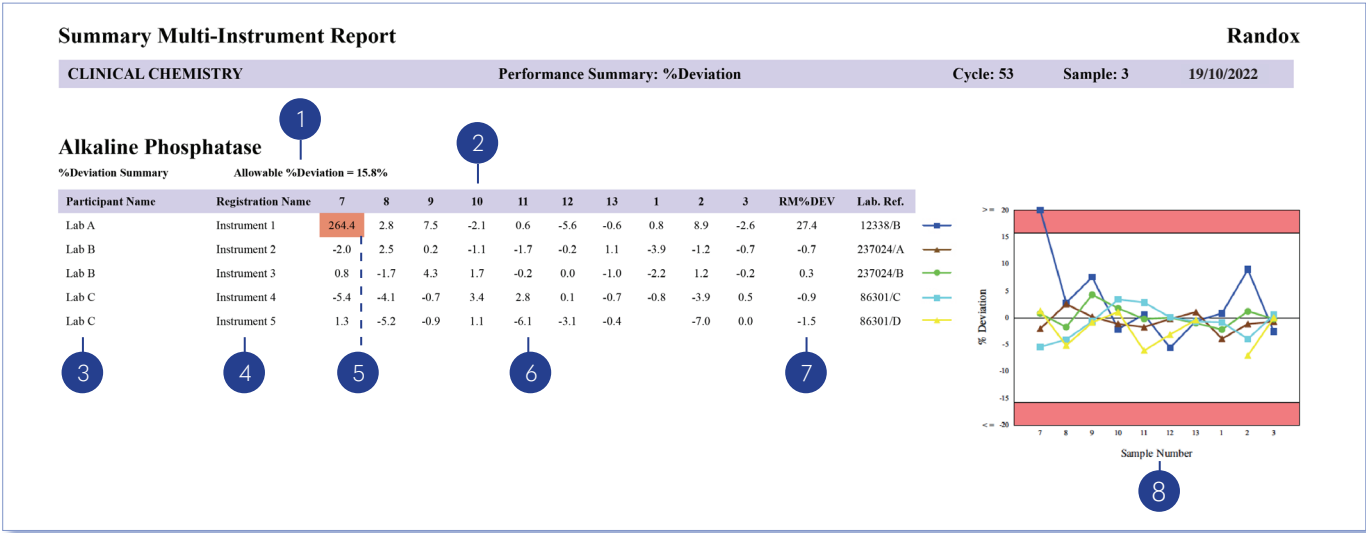 Summary Multi-Instrument Report Randox
CLINICAL CHEMISTRY Performance Summary: %Deviation Cycle: 53 Sample: 3 19/10/2022
1
2
Alkaline Phosphatase
%Deviation Summary Allowable %Deviation = 15.8%
Participant Name Registration Name 7 8 9 10 11 12 13 1 2 3 RM%DEV Lab. Ref.
Lab A Instrument 1 264.4 2.8 7.5 -2.1 0.6 -5.6 -0.6 0.8 8.9 -2.6 27.4 12338/B
Lab B Instrument 2 -2.0 2.5 0.2 -1.1 -1.7 -0.2 1.1 -3.9 -1.2 -0.7 -0.7 237024/A
Lab B Instrument 3 0.8 -1.7 4.3 1.7 -0.2 0.0 -1.0 -2.2 1.2 -0.2 0.3 237024/B
Lab C Instrument 4 -5.4 -4.1 -0.7 3.4 2.8 0.1 -0.7 -0.8 -3.9 0.5 -0.9 86301/C
Lab C Instrument 5 1.3 -5.2 -0.9 1.1 -6.1 -3.1 -0.4 -7.0 0.0 -1.5 86301/D
3 4 5 6 7
>= 20
15
10
5
0
-5
-10
-15
<= -20
% Deviation
7 8 9 10 11 12 13 1 2 3
Sample Number
8